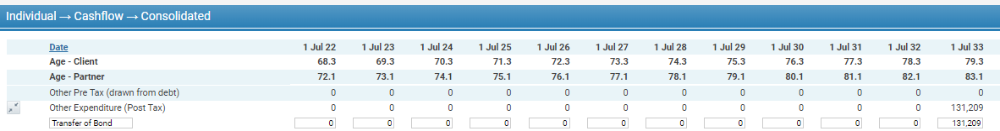 Individual → Cashflow → Consolidated
Date 1 Jul 22 1 Jul 23 1 Jul 24 1 Jul 25 1 Jul 26 1 Jul 27 1 Jul 28 1 Jul 29 1 Jul 30 1 Jul 31 1 Jul 32 1 Jul 33
Age - Client 68.3 69.3 70.3 71.3 72.3 73.3 74.3 75.3 76.3 77.3 78.3 79.3
Age - Partner 72.1 73.1 74.1 75.1 76.1 77.1 78.1 79.1 80.1 81.1 82.1 83.1
Other Pre Tax (drawn from debt) 0 0 0 0 0 0 0 0 0 0 0 0
Other Expenditure (Post Tax) 0 0 0 0 0 0 0 0 0 0 0 131,209
Transfer of Bond 0 0 0 0 0 0 0 0 0 0 0 131,209